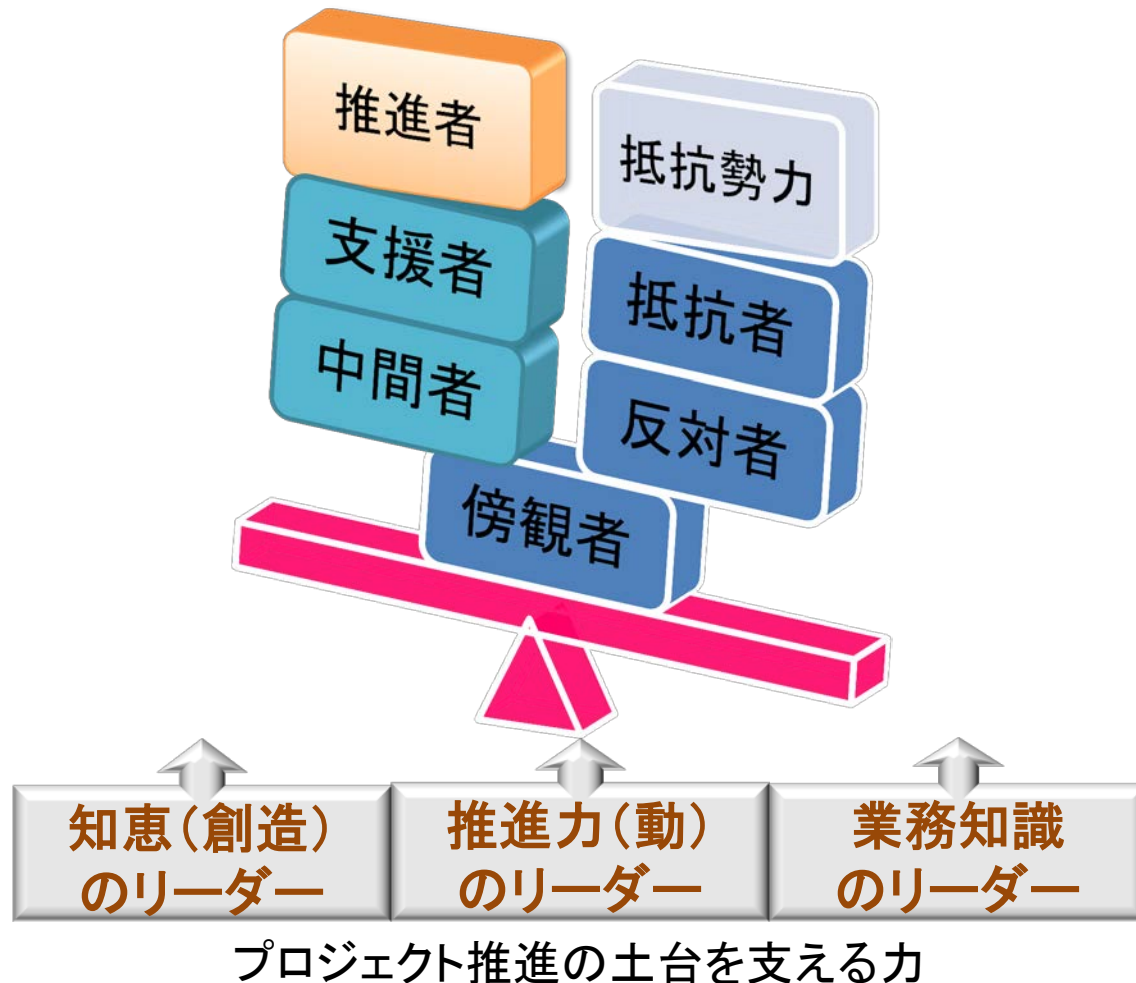 推進者
支援者
中間者
抵抗勢力
抵抗者
反対者
傍観者
知恵(創造)
のリーダー
推進力(動)
のリーダー
業務知識
のリーダー
プロジェクト推進の土台を支える力